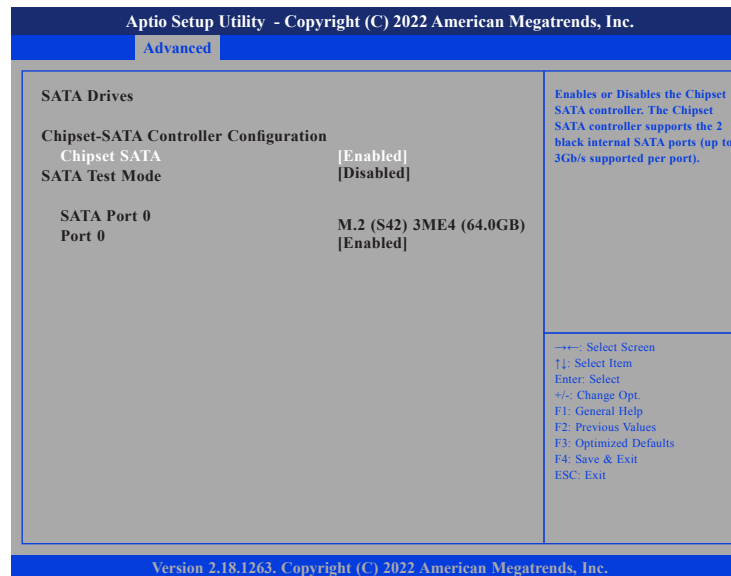 Aptio Setup Utility - Copyright (C) 2022 American Megatrends, Inc.
Advanced
SATA Drives
Chipset-SATA Controller Configuration
Chipset SATA [Enabled]
SATA Test Mode [Disabled]
SATA Port 0 M.2 (S42) 3ME4 (64.0GB)
Port 0 [Enabled]
Enables or Disables the Chipset
SATA controller. The Chipset
SATA controller supports the 2
black internal SATA ports (up to
3Gb/s supported per port).
→←: Select Screen
↑↓: Select Item
Enter: Select
+/-: Change Opt.
F1: General Help
F2: Previous Values
F3: Optimized Defaults
F4: Save & Exit
ESC: Exit
Version 2.18.1263. Copyright (C) 2022 American Megatrends, Inc.